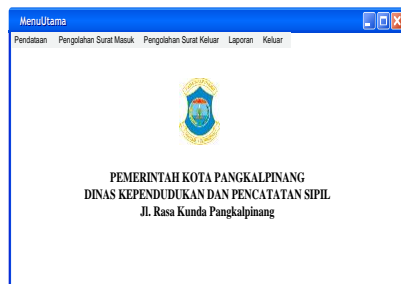 MenuUtama
Pendataan Pengolahan Surat Masuk Pengolahan Surat Keluar Laporan Keluar
PEMERINTAH KOTA PANGKALPINANG
DINAS KEPENDUDUKAN DAN PENCATATAN SIPIL
Jl. Rasa Kunda Pangkalpinang